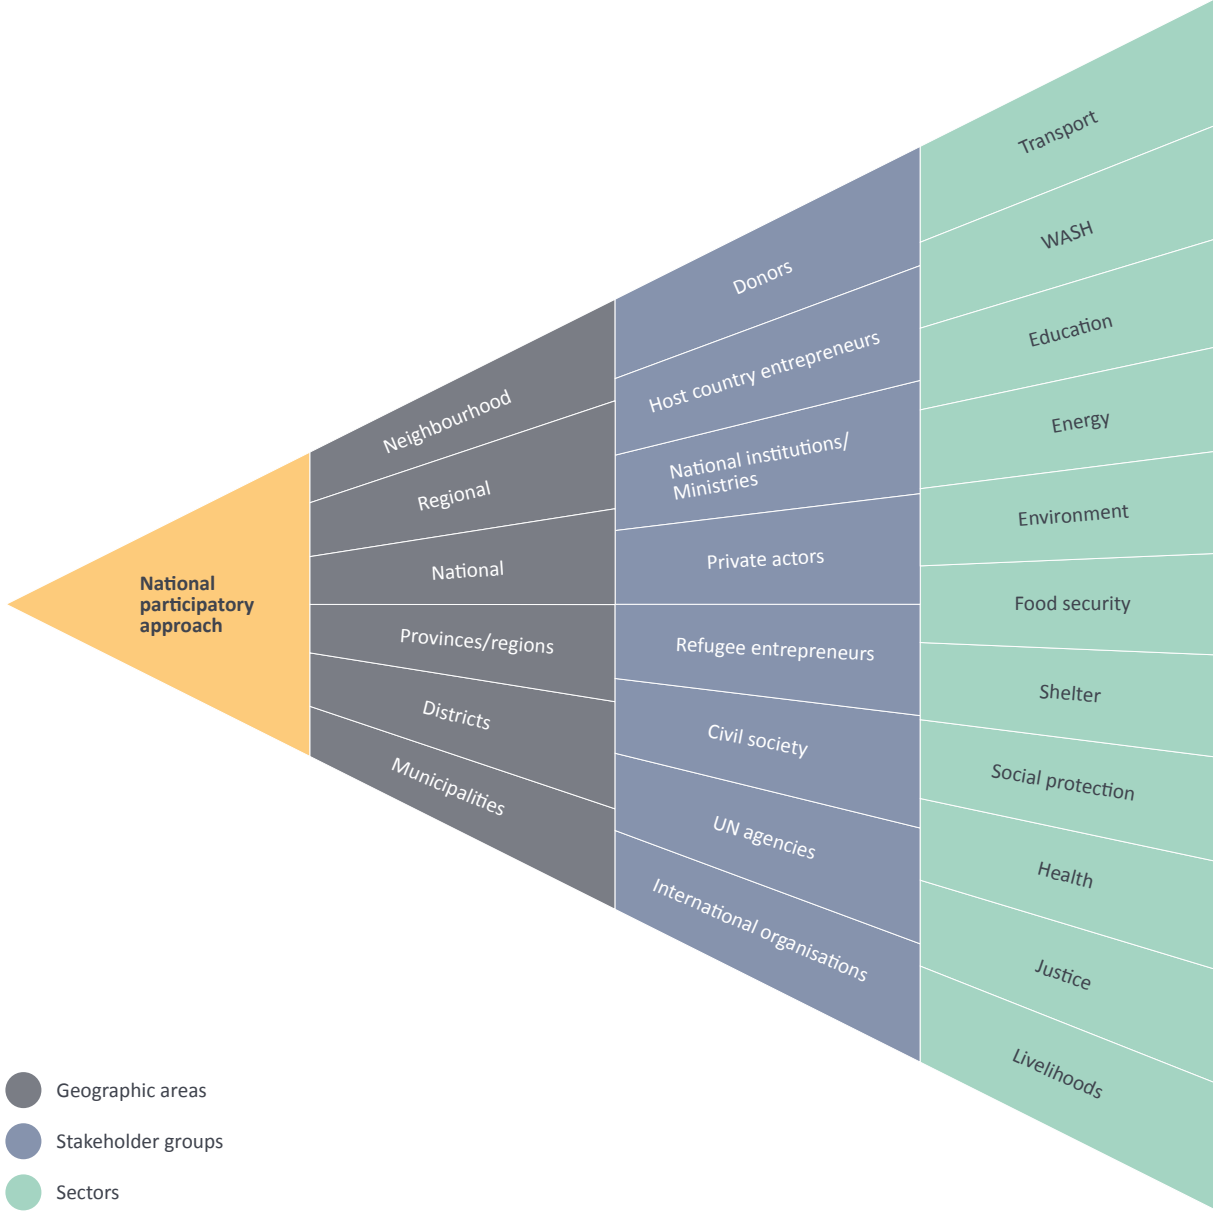 National
participatory
approach
Neighbourhood
Regional
National
Provinces/regions
Districts
Municipalities
Donors
Host country entrepreneurs
National institutions/
Ministries
Private actors
Refugee entrepreneurs
Civil society
UN agencies
International organisations
Transport
WASH
Education
Energy
Environment
Food security
Shelter
Social protection
Health
Justice
Livelihoods
Geographic areas
Stakeholder groups
Sectors